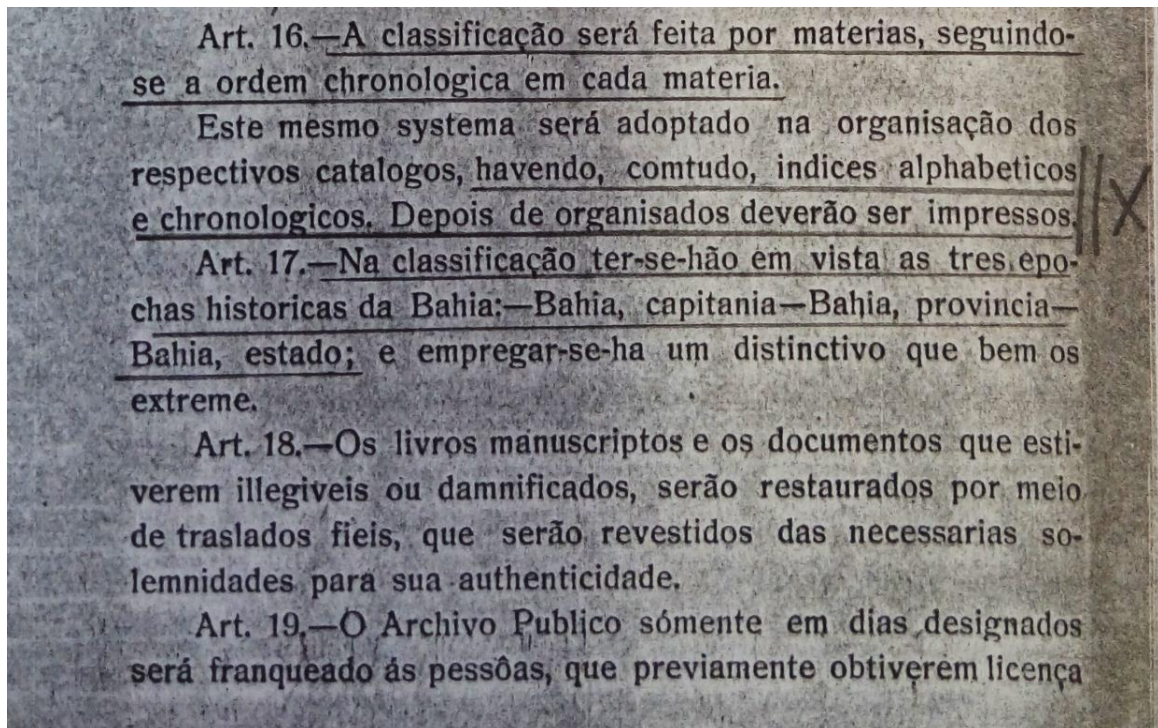 Art. 16.—A classificação será feita por materias, seguindo-
se a ordem chronologica em cada materia.
Este mesmo systema será adoptado na organisação dos
respectivos catalogos, havendo, comtudo, indices alphabeticos
e chronologicos. Depois de organisados deverão ser impressos.
Art. 17.—Na classificação ter-se-hão em vista as tres epo-
chas historicas da Bahia:—Bahia, capitania—Bahia, provincia—
Bahia, estado; e empregar-se-ha um distinctivo que bem os
extreme.
Art. 18.—Os livros manuscriptos e os documentos que esti-
verem illegiveis ou damnificados, serão restaurados por meio
de traslados fieis, que serão revestidos das necessarias so-
lemnidades para sua authenticidade.
Art. 19.—O Archivo Publico sómente em dias designados
será franqueado ás pessôas, que previamente obtiverem licença